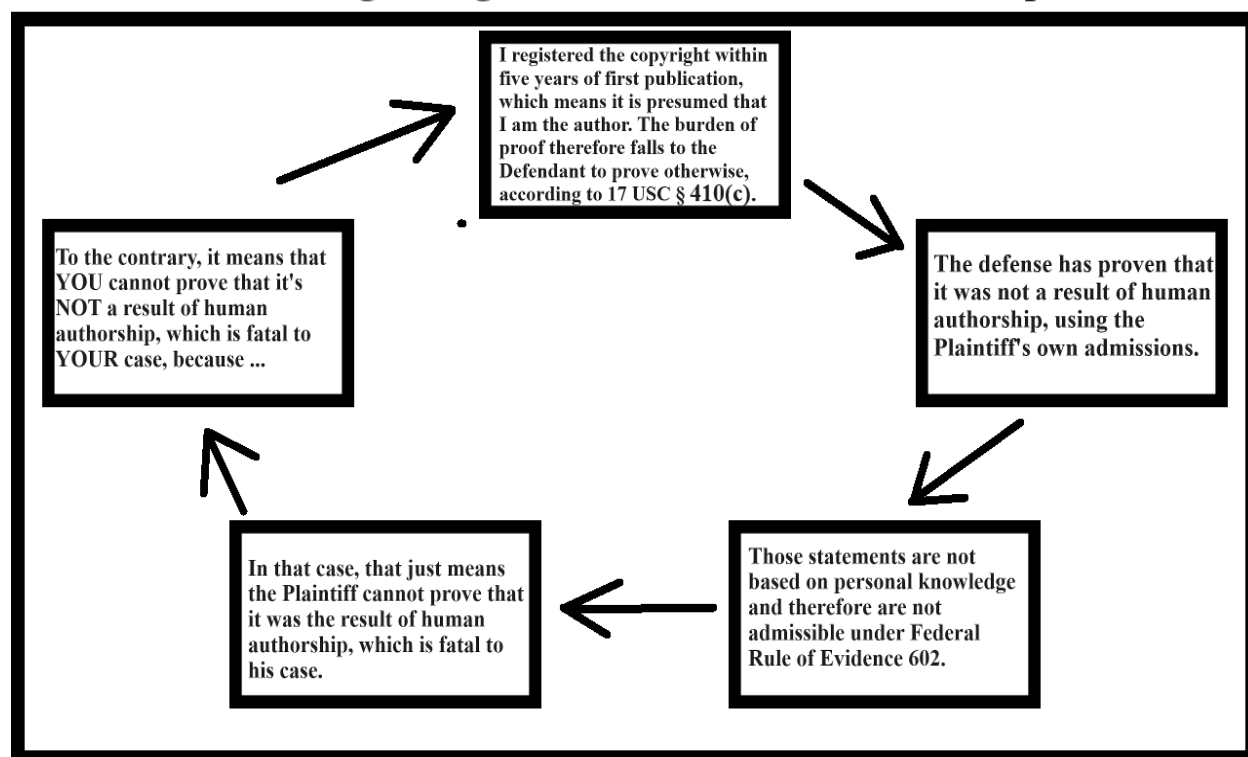 I registered the copyright within
five years of first publication,
which means it is presumed that
I am the author. The burden of
proof therefore falls to the
Defendant to prove otherwise,
according to 17 USC § 410(c).
The defense has proven that
it was not a result of human
authorship, using the
Plaintiff's own admissions.
Those statements are not
based on personal knowledge
and therefore are not
admissible under Federal
Rule of Evidence 602.
In that case, that just means
the Plaintiff cannot prove that
it was the result of human
authorship, which is fatal to
his case.
To the contrary, it means that
YOU cannot prove that it's
NOT a result of human
authorship, which is fatal to
YOUR case, because ...